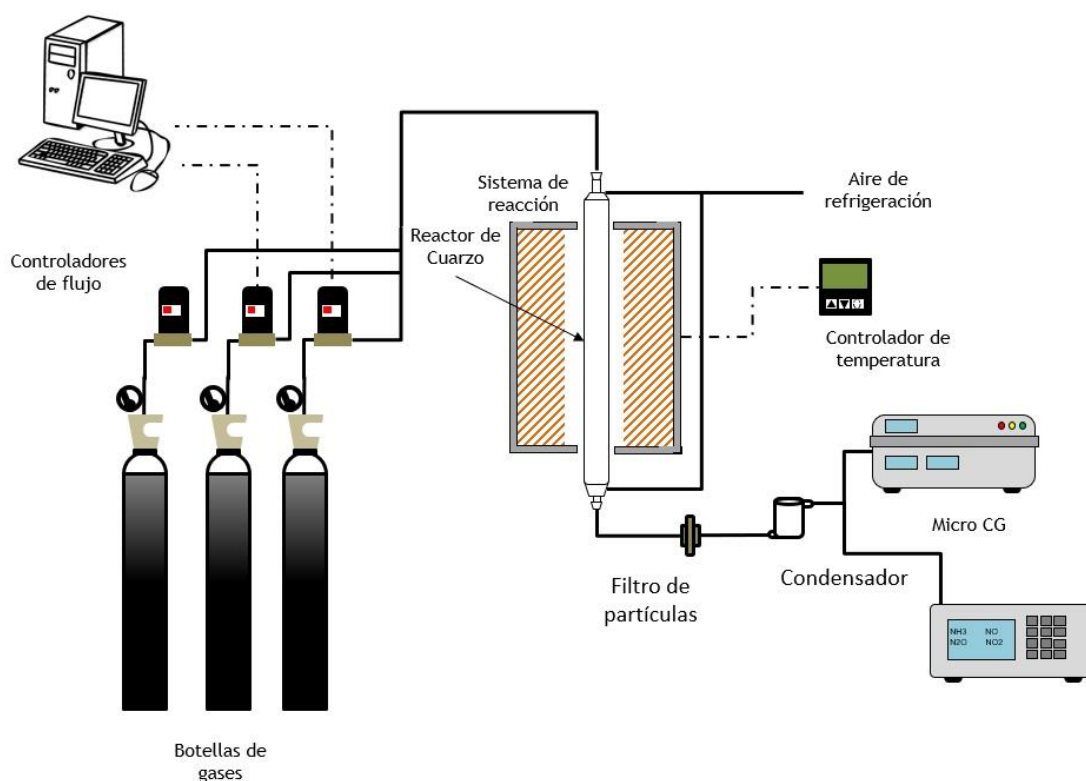 Sistema de
reacción
Aire de
refrigeración
Reactor de
Cuarzo
Controladores
de flujo
Controlador de
temperatura
Micro CG
Filtro de
partículas
Condensador
NH3 NO
N2O NO2
Botellas de
gases